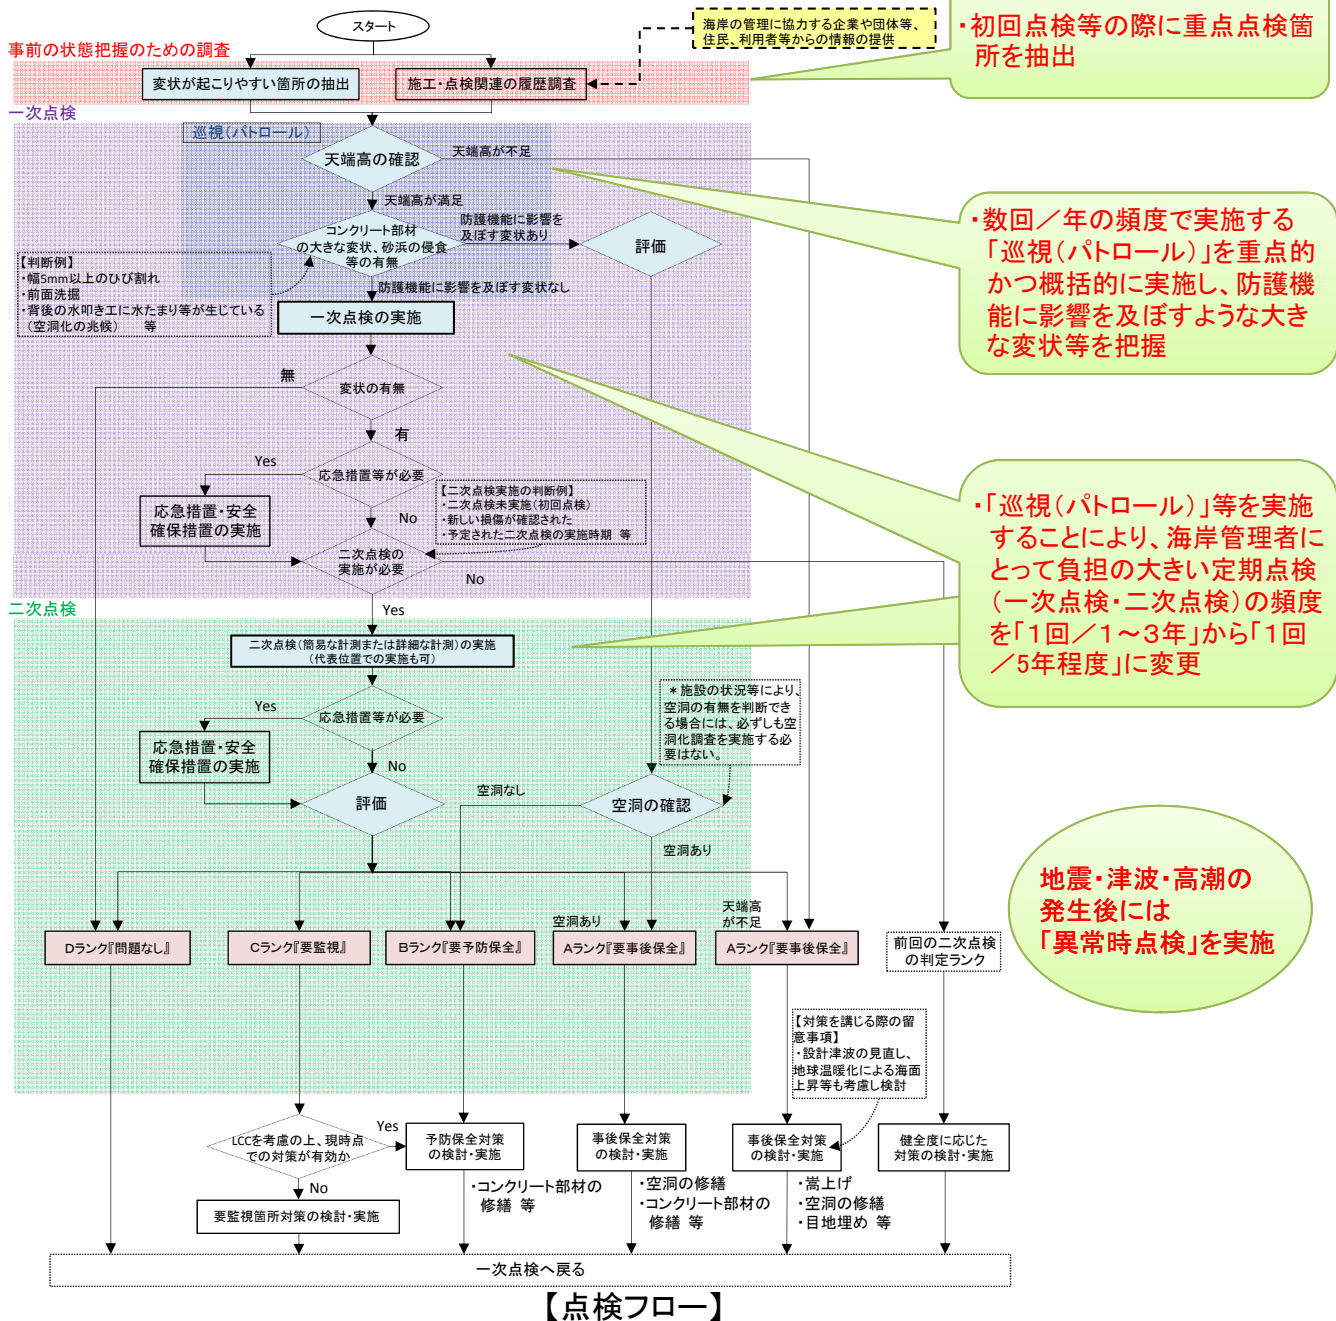 スタート
海岸の管理に協力する企業や団体等、
住民、利用者等からの情報の提供
・初回点検等の際に重点点検箇
所を抽出
事前の状態把握のための調査
変状が起こりやすい箇所の抽出
施工・点検関連の履歴調査
一次点検
巡視(パトロール)
天端高の確認
天端高が不足
天端高が満足
コンクリート部材
の大きな変状、砂浜の侵食
等の有無
防護機能に影響を
及ぼす変状あり
評価
・数回／年の頻度で実施する
「巡視(パトロール)」を重点的
かつ概括的に実施し、防護機
能に影響を及ぼすような大き
な変状等を把握
【判断例】
・幅5mm以上のひび割れ
・前面洗掘
・背後の水叩き工に水たまり等が生じている
（空洞化の兆候）　等
防護機能に影響を及ぼす変状なし
一次点検の実施
無
変状の有無
有
Yes
応急措置等が必要
応急措置・安全
確保措置の実施
No
【二次点検実施の判断例】
・二次点検未実施(初回点検)
・新しい損傷が確認された
・予定された二次点検の実施時期 等
二次点検の
実施が必要
No
Yes
・「巡視(パトロール)」等を実施
することにより、海岸管理者に
とって負担の大きい定期点検
(一次点検・二次点検)の頻度
を「１回／１～３年」から「１回
／5年程度」に変更
二次点検
二次点検(簡易な計測または詳細な計測)の実施
(代表位置での実施も可)
Yes
応急措置等が必要
応急措置・安全
確保措置の実施
No
評価
＊施設の状況等により、
空洞の有無を判断でき
る場合には、必ずしも空
洞化調査を実施する必
要はない。
空洞なし
空洞の確認
空洞あり
空洞あり
天端高
が不足
Dランク『問題なし』
Cランク『要監視』
Bランク『要予防保全』
Aランク『要事後保全』
Aランク『要事後保全』
前回の二次点検
の判定ランク
地震・津波・高潮の
発生後には
「異常時点検」を実施
【対策を講じる際の留
意事項】
・設計津波の見直し、
地球温暖化による海面
上昇等も考慮し検討
LCCを考慮の上、現時点
での対策が有効か
Yes
予防保全対策
の検討・実施
事後保全対策
の検討・実施
事後保全対策
の検討・実施
健全度に応じた
対策の検討・実施
No
・コンクリート部材の
修繕 等
・空洞の修繕
・コンクリート部材の
修繕 等
・嵩上げ
・空洞の修繕
・目地埋め 等
要監視箇所対策の検討・実施
一次点検へ戻る
【点検フロー】